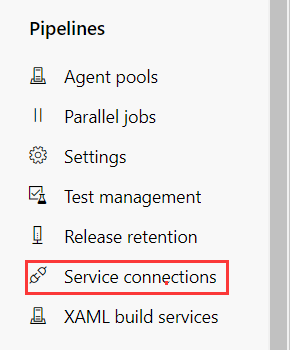 Pipelines
Agent pools
Parallel jobs
Settings
Test management
Release retention
Service connections
XAML build services